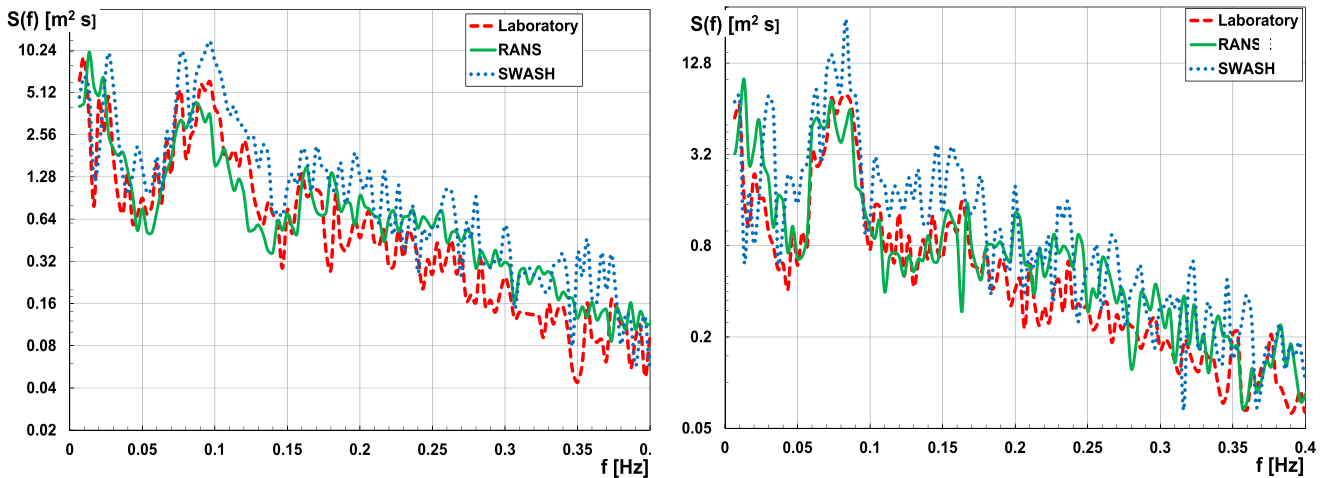 S(f) [m² s]
Laboratory
RANS
SWASH
10.24
5.12
2.56
1.28
0.64
0.32
0.16
0.08
0.04
0.02
0 0.05 0.1 0.15 0.2 0.25 0.3 0.35 0.
f [Hz]
S(f) [m² s]
Laboratory
RANS
SWASH
12.8
3.2
0.8
0.2
0.05
0 0.05 0.1 0.15 0.2 0.25 0.3 0.35 0.4
f [Hz]